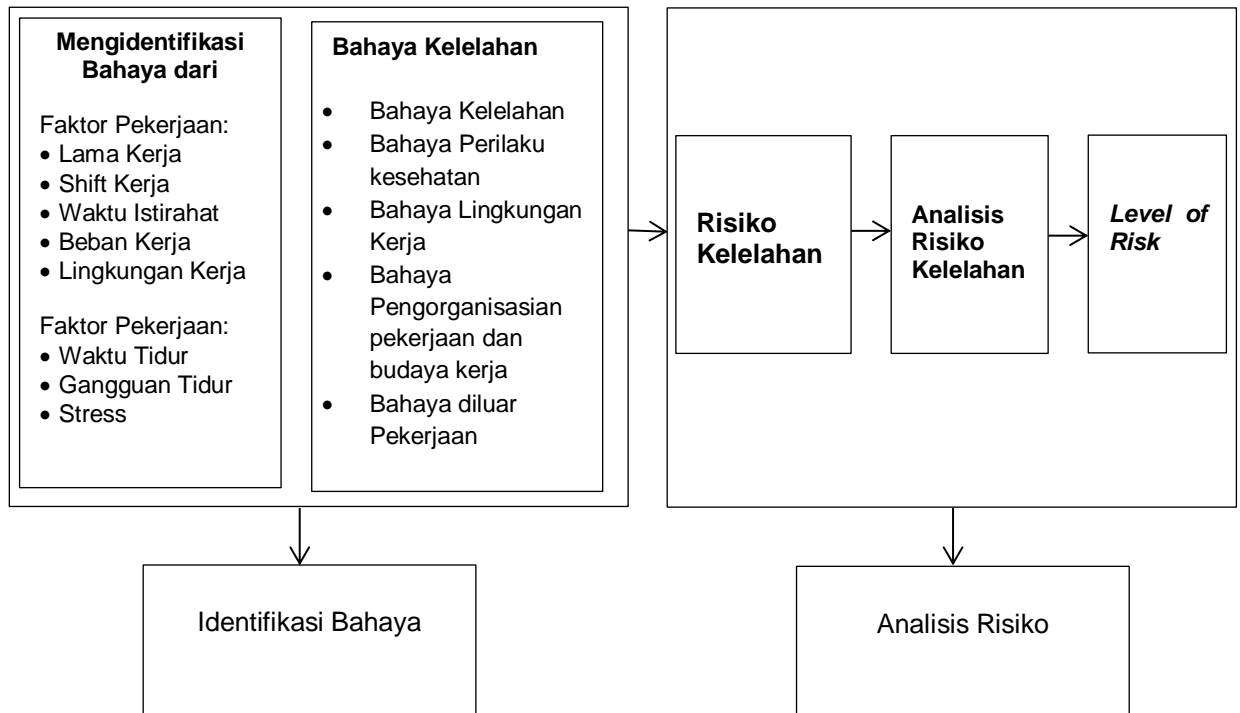 Mengidentifikasi
Bahaya dari
Faktor Pekerjaan:
• Lama Kerja
• Shift Kerja
• Waktu Istirahat
• Beban Kerja
• Lingkungan Kerja
Faktor Pekerjaan:
• Waktu Tidur
• Gangguan Tidur
• Stress
Bahaya Kelelahan
• Bahaya Kelelahan
• Bahaya Perilaku
kesehatan
• Bahaya Lingkungan
Kerja
• Bahaya
Pengorganisasian
pekerjaan dan
budaya kerja
• Bahaya diluar
Pekerjaan
Risiko
Kelelahan
Analisis
Risiko
Kelelahan
Level of
Risk
Identifikasi Bahaya
Analisis Risiko